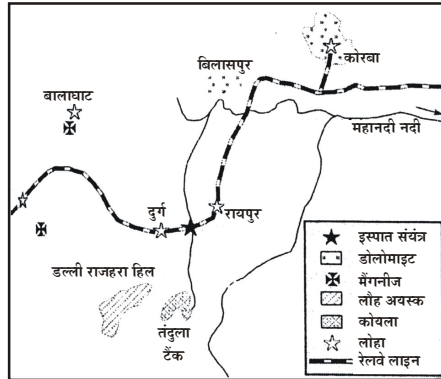 कोरबा
बिलासपुर
बालाघाट
महानदी नदी
दुर्ग
रायपुर
डल्ली राजहरा हिल
तंदुला
टैंक
इस्पात संयंत्र
डोलोमाइट
मैंगनीज
लौह अयस्क
कोयला
लोहा
रेलवे लाइन